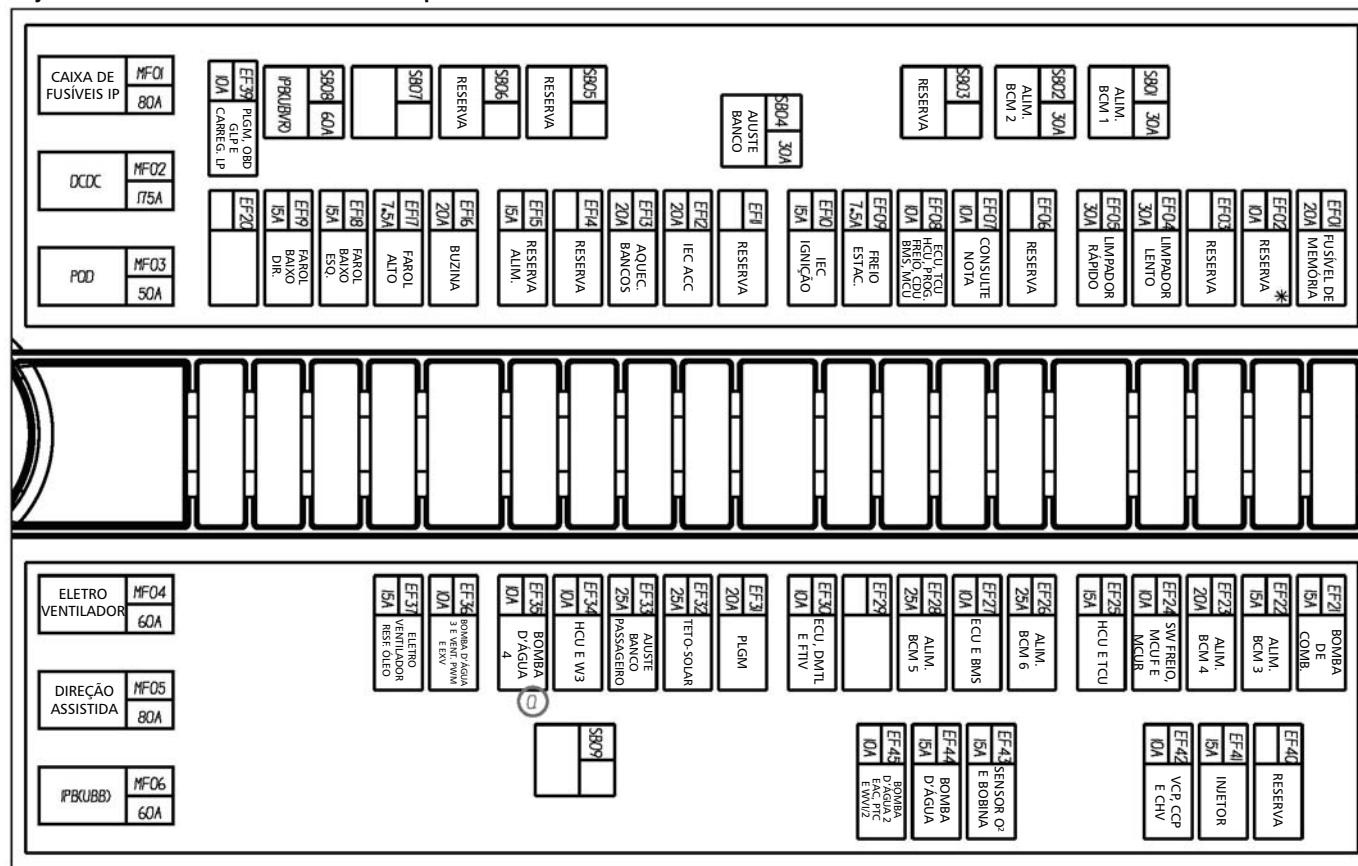 CAIXA DE
FUSÍVEIS IP
MF01
80A
DCDC
MF02
175A
POD
MF03
50A
EF39
10A
PLGM, OBD
GLP E
CARREG. LP
SB08
60A
IPBK(UBVR)
SB07
SB06
RESERVA
SB05
RESERVA
SB04
30A
AJUSTE
BANCO
SB03
RESERVA
SB02
30A
ALIM.
BCM 2
SB01
30A
ALIM.
BCM 1
EF20
EF19
15A
FAROL
BAIXO
DIR.
EF18
15A
FAROL
BAIXO
ESQ.
EF17
7.5A
FAROL
ALTO
EF16
20A
BUZINA
EF15
15A
RESERVA
ALIM.
EF14
RESERVA
EF13
20A
AQUEC.
BANCOS
EF12
20A
IEC ACC
EF11
RESERVA
EF10
15A
IEC
IGNIÇÃO
EF09
7.5A
FREIO
ESTAC.
EF08
10A
ECU, TCU
HCU, PROG.
FREIO, CDU
BMS, MCU
EF07
10A
CONSULTE
NOTA
EF06
RESERVA
EF05
30A
LIMPADOR
RÁPIDO
EF04
30A
LIMPADOR
LENTO
EF03
RESERVA
EF02
10A
RESERVA
*
EF01
20A
FUSÍVEL DE
MEMÓRIA
ELETRO
VENTILADOR
MF04
60A
DIREÇÃO
ASSISTIDA
MF05
80A
IPBK(UBB)
MF06
60A
EF37
15A
ELETRO
VENTILADOR
RESF. ÓLEO
EF36
10A
BOMBA D'ÁGUA
3 E VENT. PWM
E EXV
EF35
10A
BOMBA
D'ÁGUA
4
EF34
10A
HCU E W3
EF33
25A
AJUSTE
BANCO
PASSAGEIRO
EF32
25A
TETO-SOLAR
EF31
20A
PLGM
EF30
10A
ECU, DMTL
E FTIV
EF29
EF28
25A
ALIM.
BCM 5
EF27
10A
ECU E BMS
EF26
25A
ALIM.
BCM 6
EF25
15A
HCU E TCU
EF24
10A
SW FREIO,
MCUF E
MCUR
EF23
20A
ALIM.
BCM 4
EF22
15A
ALIM.
BCM 3
EF21
15A
BOMBA
DE
COMB.
a
SB09
EF45
10A
BOMBA
D'ÁGUA 2
EAC, PTC
E WV1/2
EF44
15A
BOMBA
D'ÁGUA
EF43
15A
SENSOR O²
E BOBINA
EF42
10A
VCP, CCP
E CHV
EF41
15A
INJETOR
EF40
RESERVA